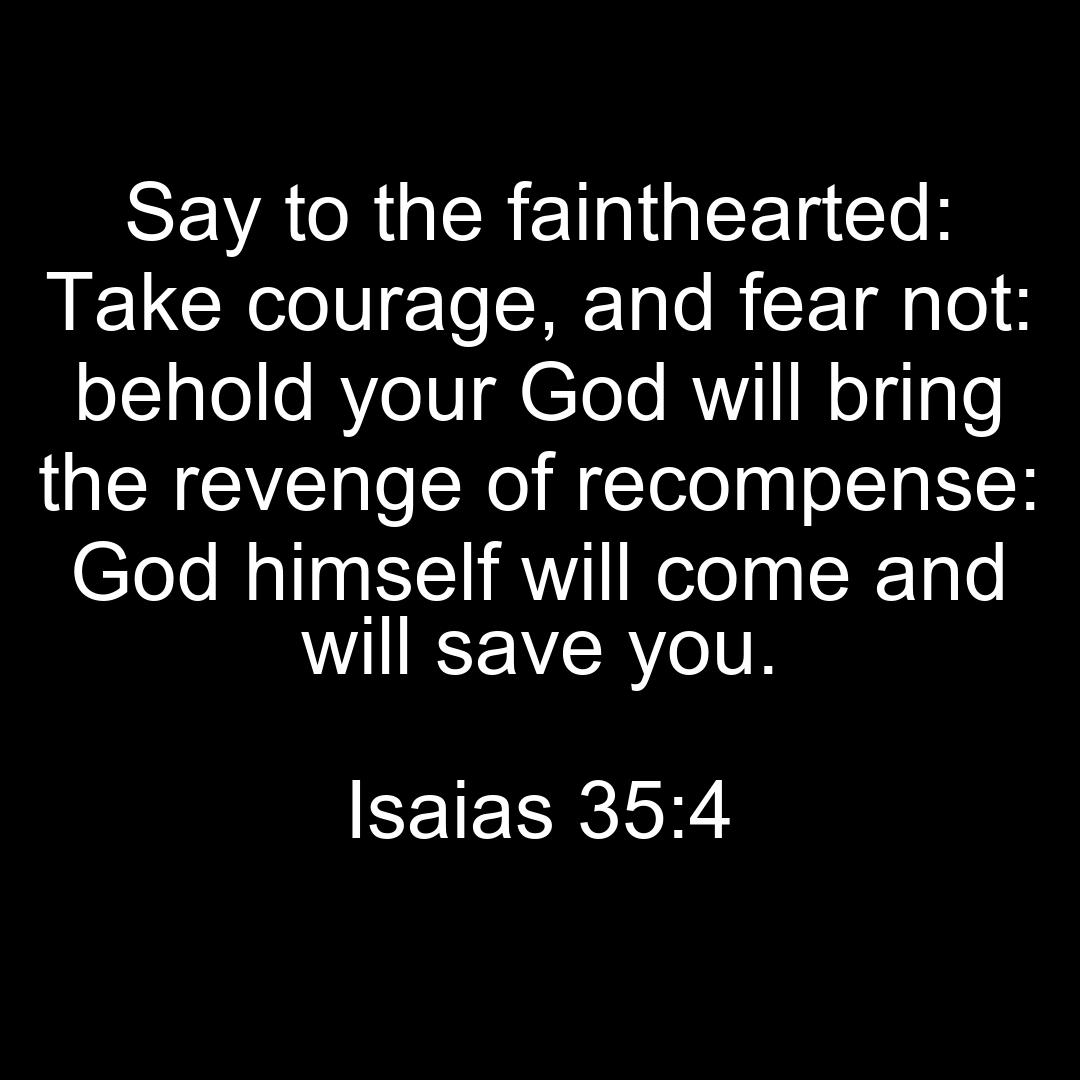 Say to the fainthearted:
Take courage, and fear not:
behold your God will bring
the revenge of recompense:
God himself will come and
will save you.
Isaias 35:4